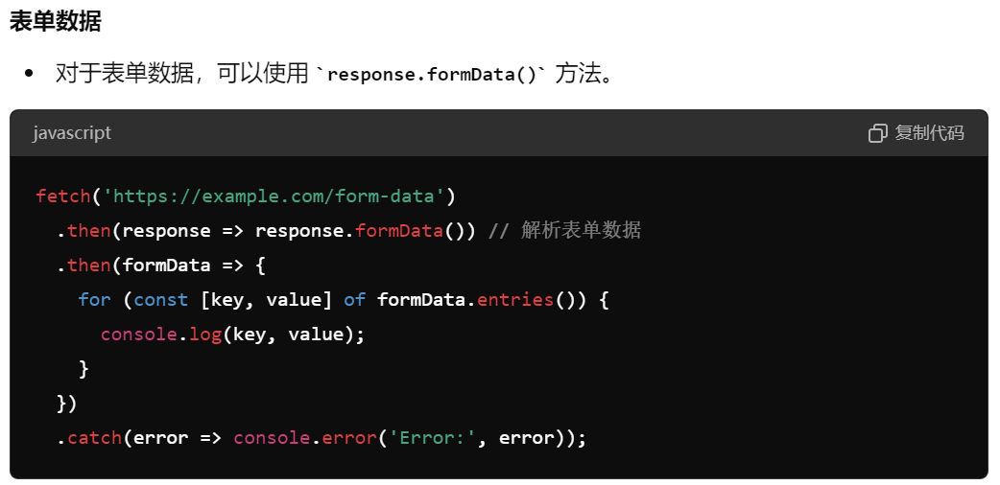 表单数据
• 对于表单数据，可以使用 `response.formData()` 方法。
javascript 复制代码
fetch('https://example.com/form-data')
  .then(response => response.formData()) // 解析表单数据
  .then(formData => {
    for (const [key, value] of formData.entries()) {
      console.log(key, value);
    }
  })
  .catch(error => console.error('Error:', error));